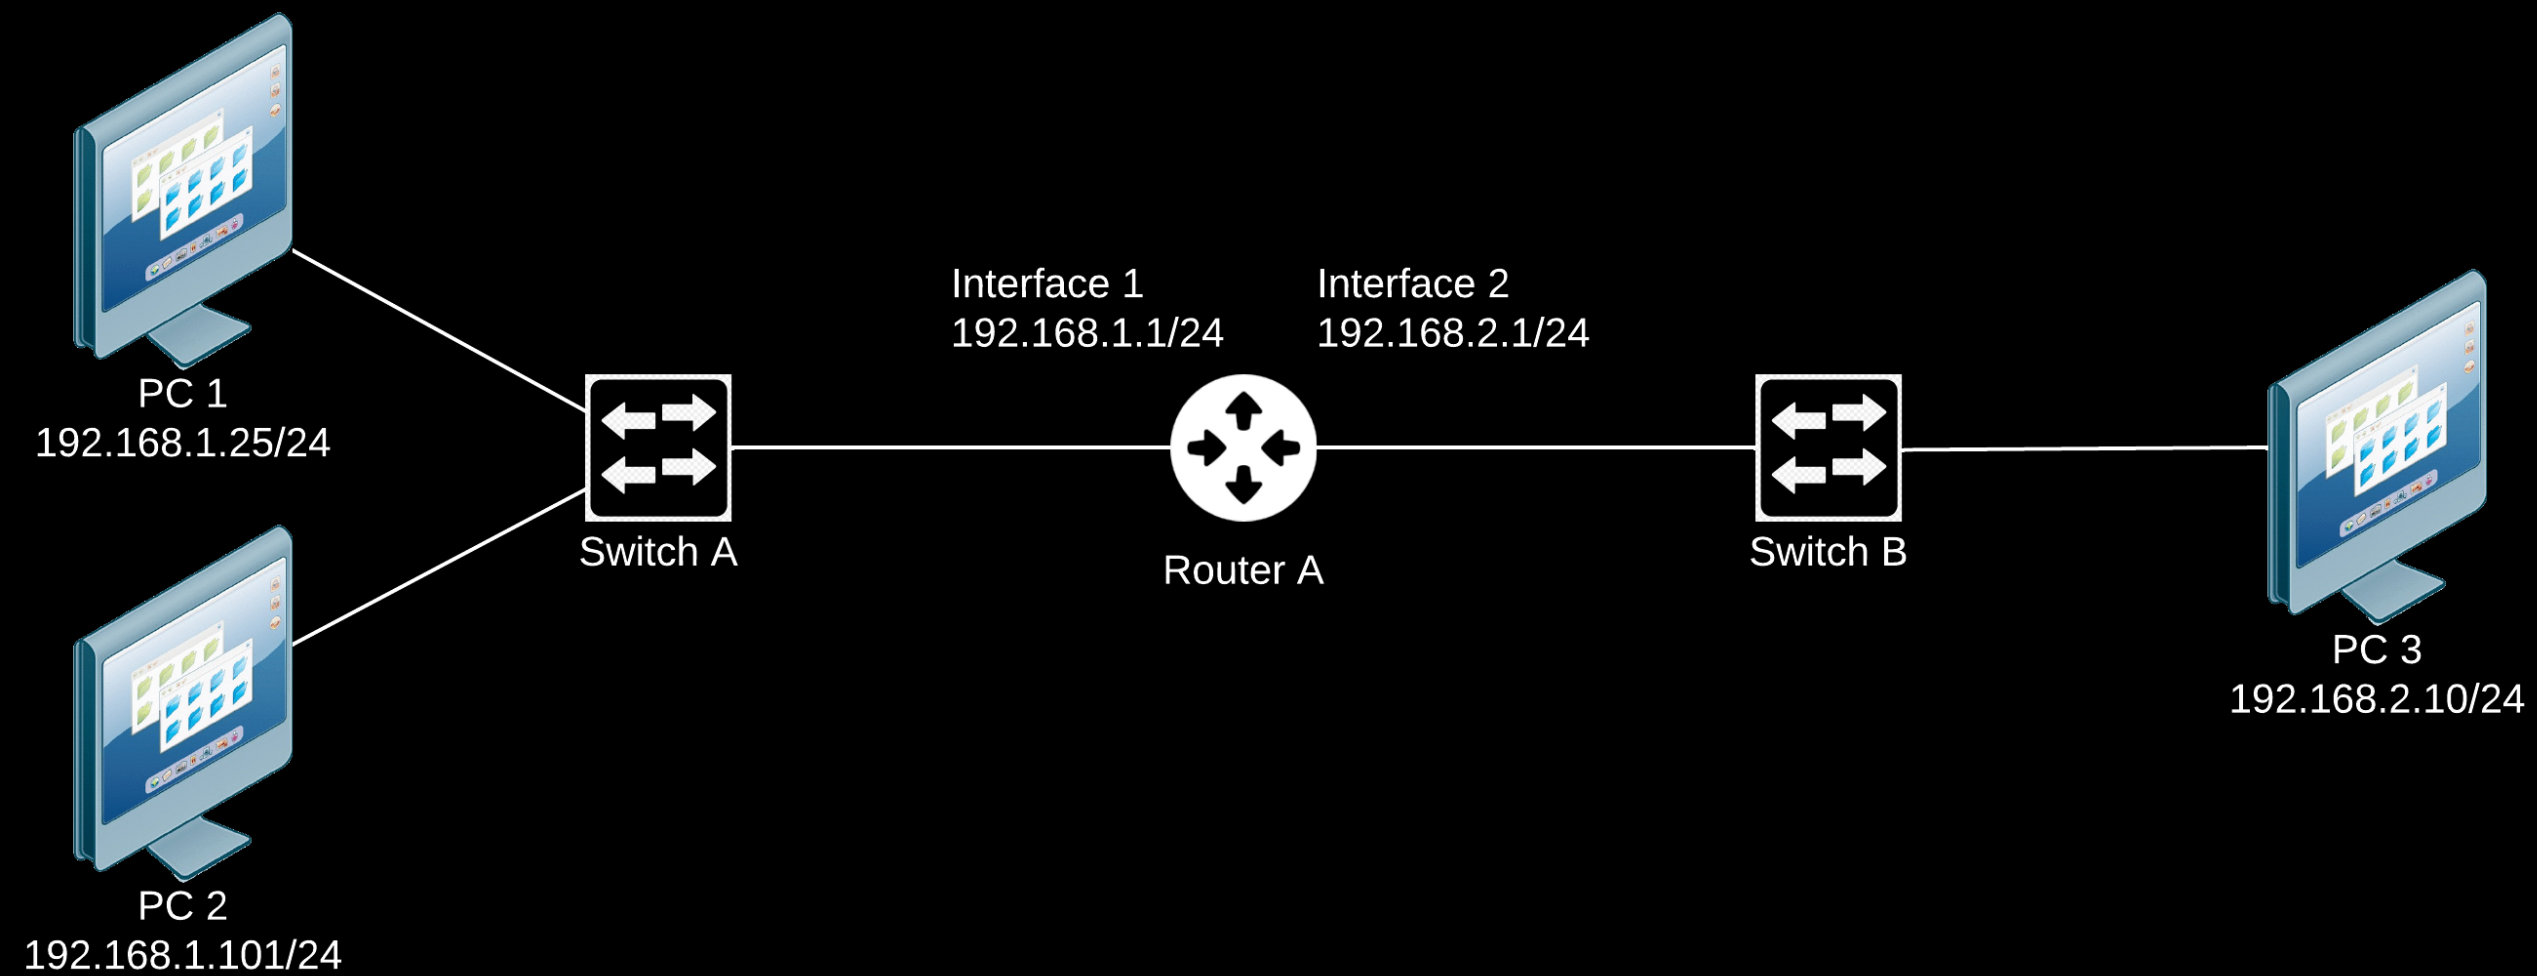 Interface 1
192.168.1.1/24
Interface 2
192.168.2.1/24
PC 1
192.168.1.25/24
Switch A
Router A
Switch B
PC 3
192.168.2.10/24
PC 2
192.168.1.101/24